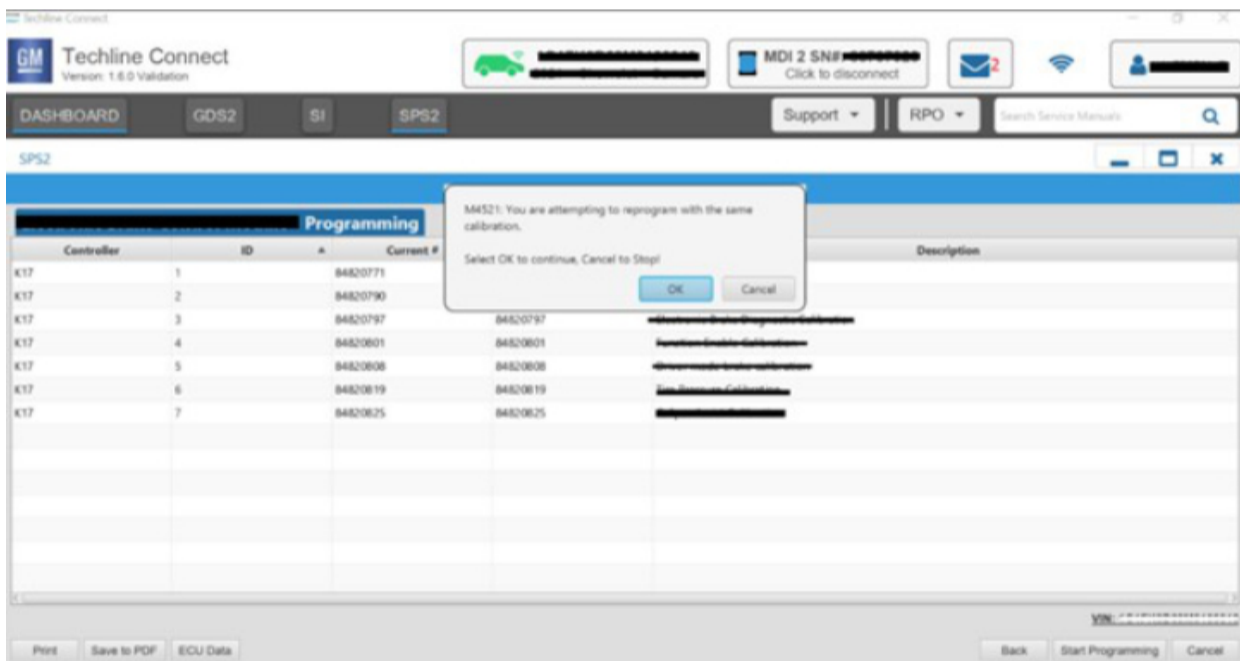 Techline Connect
GM
Techline Connect
Version: 1.6.0 Validation
MDI 2 SN#:
Click to disconnect
2
DASHBOARD GDS2 SI SPS2 Support RPO Search Service Manuals
SPS2
M4521: You are attempting to reprogram with the same
calibration.
Select OK to continue, Cancel to Stop!
OK Cancel
Programming
Controller ID Current # Description
K17 1 84820771
K17 2 84820790
K17 3 84820797 84820797
K17 4 84820801 84820801
K17 5 84820808 84820808
K17 6 84820819 84820819
K17 7 84820825 84820825
VIN:
Print Save to PDF ECU Data Back Start Programming Cancel